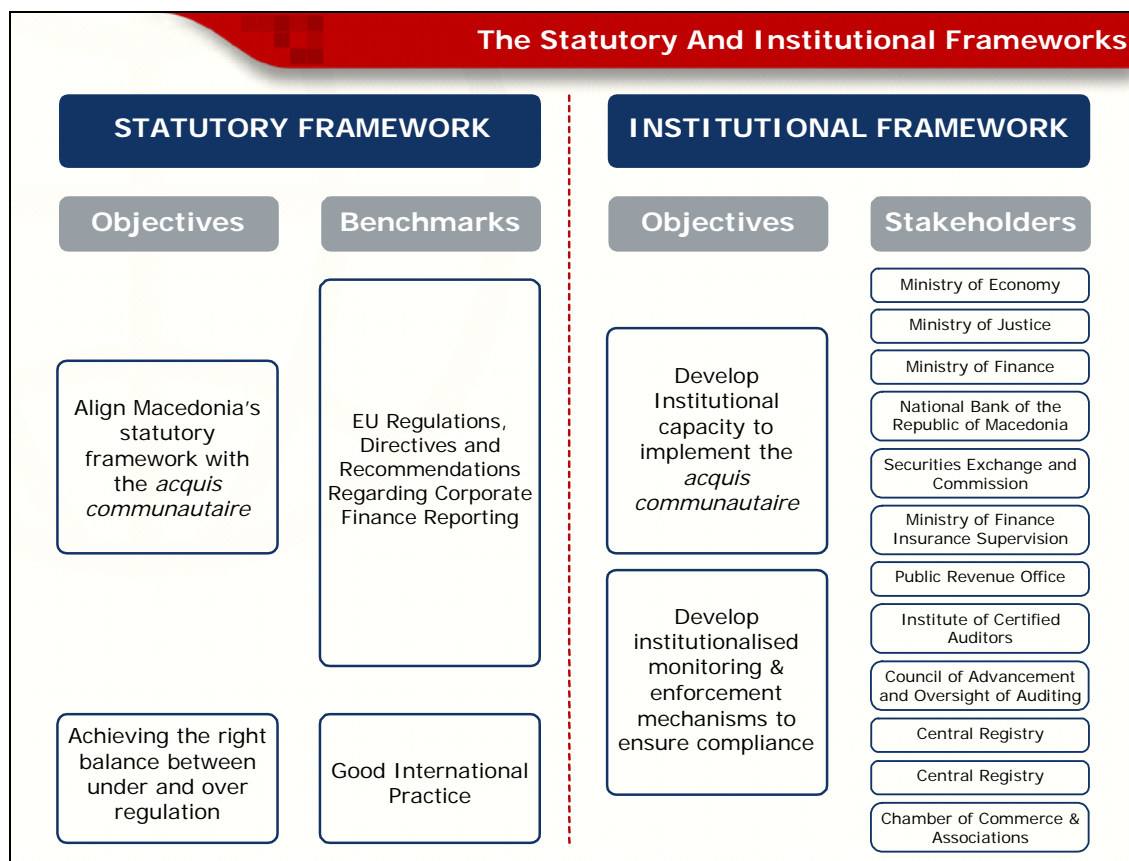 The Statutory And Institutional Frameworks
STATUTORY FRAMEWORK
Objectives
Benchmarks
Align Macedonia's
statutory
framework with
the acquis
communautaire
EU Regulations,
Directives and
Recommendations
Regarding Corporate
Finance Reporting
Achieving the right
balance between
under and over
regulation
Good International
Practice
INSTITUTIONAL FRAMEWORK
Objectives
Stakeholders
Develop
Institutional
capacity to
implement the
acquis
communautaire
Develop
institutionalised
monitoring &
enforcement
mechanisms to
ensure compliance
Ministry of Economy
Ministry of Justice
Ministry of Finance
National Bank of the
Republic of Macedonia
Securities Exchange and
Commission
Ministry of Finance
Insurance Supervision
Public Revenue Office
Institute of Certified
Auditors
Council of Advancement
and Oversight of Auditing
Central Registry
Central Registry
Chamber of Commerce &
Associations